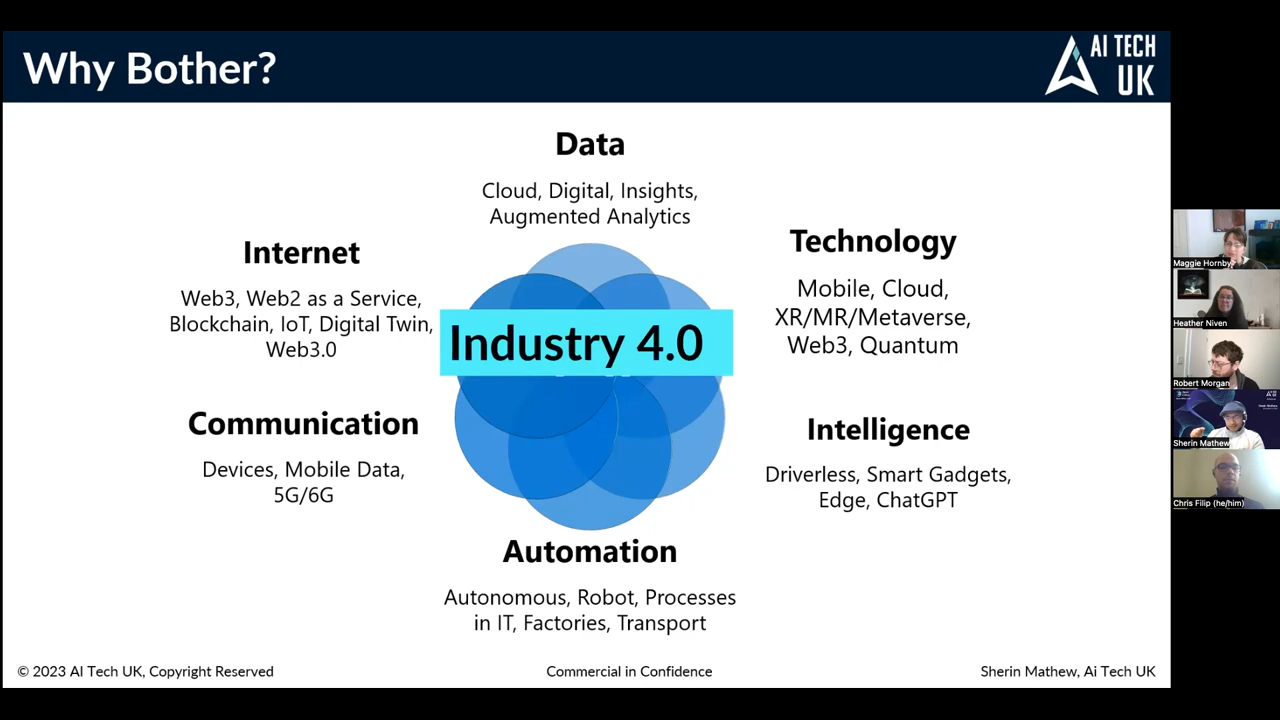 Why Bother?
AI TECH
UK
Data
Cloud, Digital, Insights,
Augmented Analytics
Internet
Web3, Web2 as a Service,
Blockchain, IoT, Digital Twin,
Web3.0
Technology
Mobile, Cloud,
XR/MR/Metaverse,
Web3, Quantum
Industry 4.0
Communication
Devices, Mobile Data,
5G/6G
Intelligence
Driverless, Smart Gadgets,
Edge, ChatGPT
Automation
Autonomous, Robot, Processes
in IT, Factories, Transport
© 2023 AI Tech UK, Copyright Reserved
Commercial in Confidence
Sherin Mathew, Ai Tech UK
Maggie Hornby
Heather Niven
Robert Morgan
Sherin Mathew
Chris Filip (he/him)